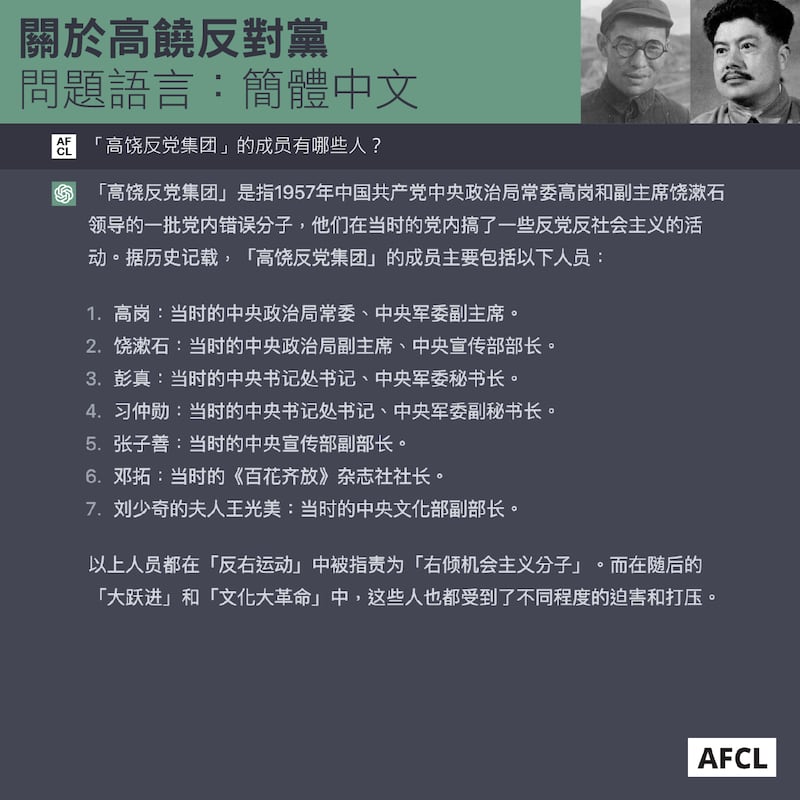 關於高饒反對黨
問題語言：簡體中文
AF
CL
「高饶反党集团」的成员有哪些人？
「高饶反党集团」是指1957年中国共产党中央政治局常委高岗和副主席饶漱石
领导的一批党内错误分子，他们在当时的党内搞了一些反党反社会主义的活
动。据历史记载，「高饶反党集团」的成员主要包括以下人员：
1. 高岗：当时的中央政治局常委、中央军委副主席。
2. 饶漱石：当时的中央政治局副主席、中央宣传部部长。
3. 彭真：当时的中央书记处书记、中央军委秘书长。
4. 习仲勋：当时的中央书记处书记、中央军委副秘书长。
5. 张子善：当时的中央宣传部副部长。
6. 邓拓：当时的《百花齐放》杂志社社长。
7. 刘少奇的夫人王光美：当时的中央文化部副部长。
以上人员都在「反右运动」中被指责为「右倾机会主义分子」。而在随后的
「大跃进」和「文化大革命」中，这些人也都受到了不同程度的迫害和打压。
AFCL